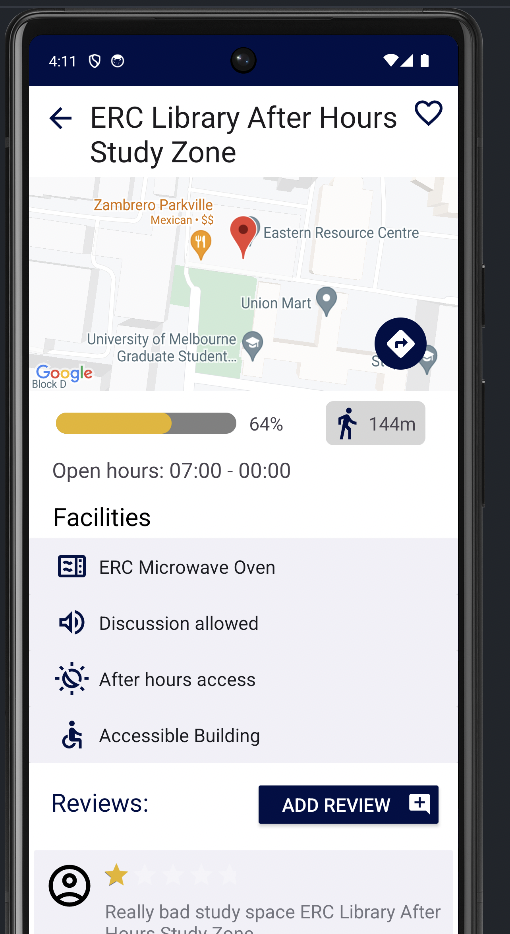 4:11
ERC Library After Hours
Study Zone
Zambrero Parkville
Mexican • $$
Eastern Resource Centre
Union Mart
University of Melbourne
Graduate Student...
St
Google
Block D
64%
144m
Open hours: 07:00 - 00:00
Facilities
ERC Microwave Oven
Discussion allowed
After hours access
Accessible Building
Reviews:
ADD REVIEW
Really bad study space ERC Library After
Hours Study Zone